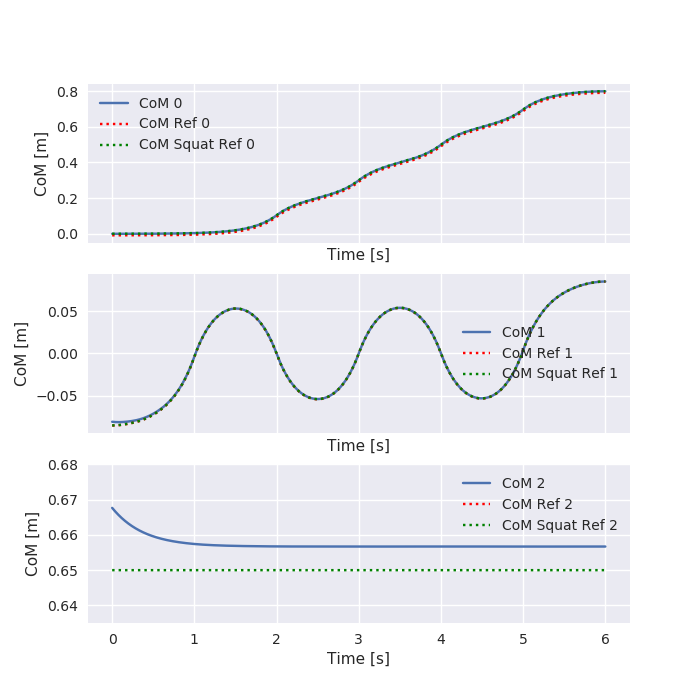 0.8
0.6
0.4
0.2
0.0
CoM [m]
CoM 0
CoM Ref 0
CoM Squat Ref 0
Time [s]
0.05
0.00
−0.05
CoM [m]
CoM 1
CoM Ref 1
CoM Squat Ref 1
Time [s]
0.68
0.67
0.66
0.65
0.64
CoM [m]
CoM 2
CoM Ref 2
CoM Squat Ref 2
0 1 2 3 4 5 6
Time [s]